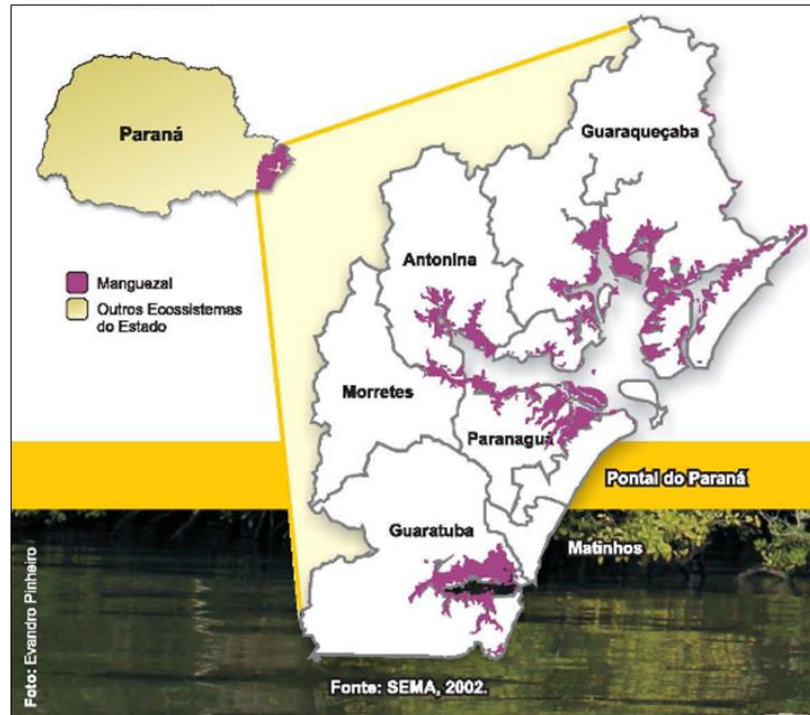 Paraná
Guaraqueçaba
Antonina
Manguezal
Outros Ecossistemas
do Estado
Morretes
Paranaguá
Pontal do Paraná
Guaratuba
Matinhos
Foto: Evandro Pinheiro
Fonte: SEMA, 2002.